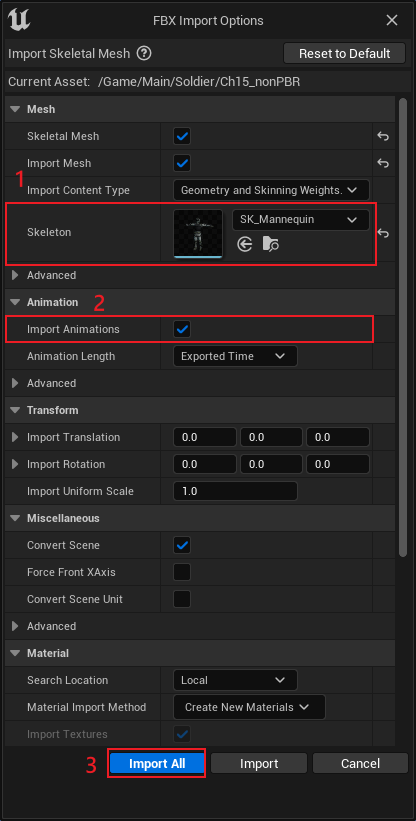 FBX Import Options
Import Skeletal Mesh ? Reset to Default
Current Asset: /Game/Main/Soldier/Ch15_nonPBR
Mesh
Skeletal Mesh
Import Mesh
1
Import Content Type Geometry and Skinning Weights.
Skeleton SK_Mannequin
Advanced
Animation 2
Import Animations
Animation Length Exported Time
Advanced
Transform
Import Translation 0.0 0.0 0.0
Import Rotation 0.0 0.0 0.0
Import Uniform Scale 1.0
Miscellaneous
Convert Scene
Force Front XAxis
Convert Scene Unit
Advanced
Material
Search Location Local
Material Import Method Create New Materials
Import Textures
3 Import All Import Cancel